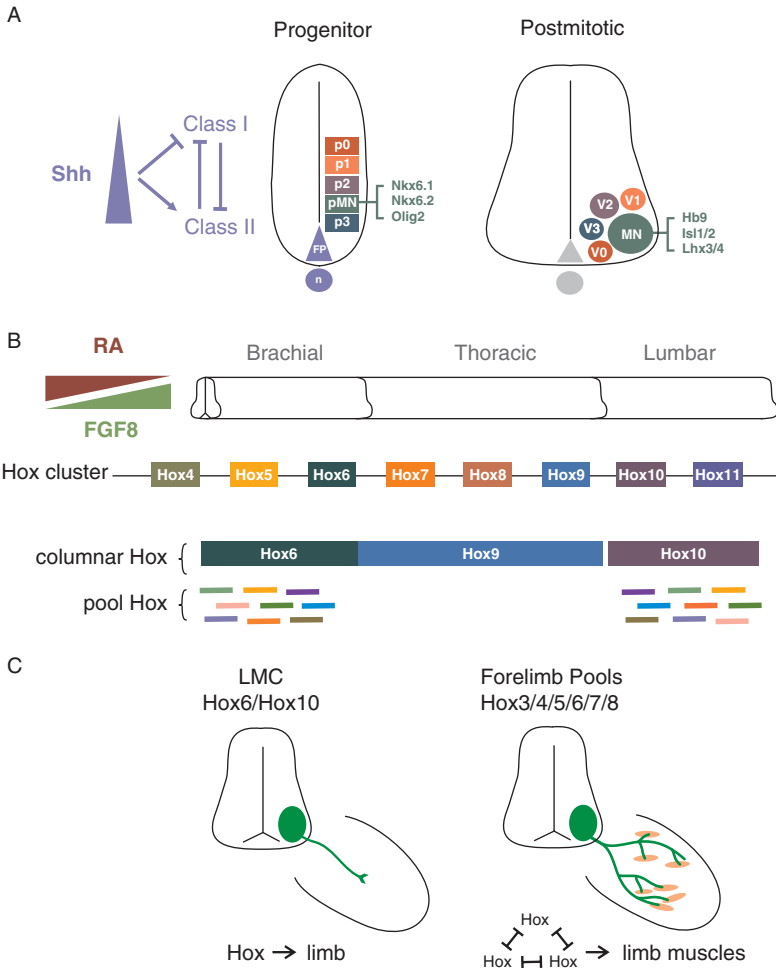 A
Progenitor
Postmitotic
Shh
Class I
Class II
p0
p1
p2
pMN
p3
FP
n
Nkx6.1
Nkx6.2
Olig2
V2
V1
V3
MN
V0
Hb9
Isl1/2
Lhx3/4
B
RA
FGF8
Brachial
Thoracic
Lumbar
Hox cluster
Hox4
Hox5
Hox6
Hox7
Hox8
Hox9
Hox10
Hox11
columnar Hox
Hox6
Hox9
Hox10
pool Hox
C
LMC
Hox6/Hox10
Forelimb Pools
Hox3/4/5/6/7/8
Hox → limb
Hox
Hox
Hox
→ limb muscles